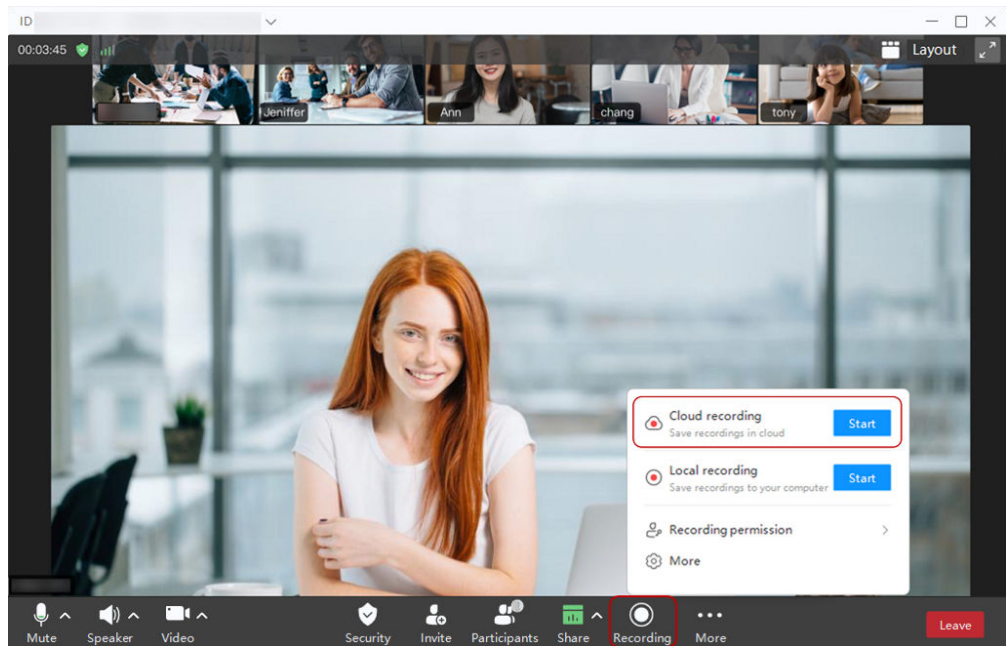 ID
00:03:45
Layout
Jeniffer
Ann
chang
tony
Cloud recording
Save recordings in cloud
Start
Local recording
Save recordings to your computer
Start
Recording permission
More
Mute
Speaker
Video
Security
Invite
Participants
Share
Recording
More
Leave